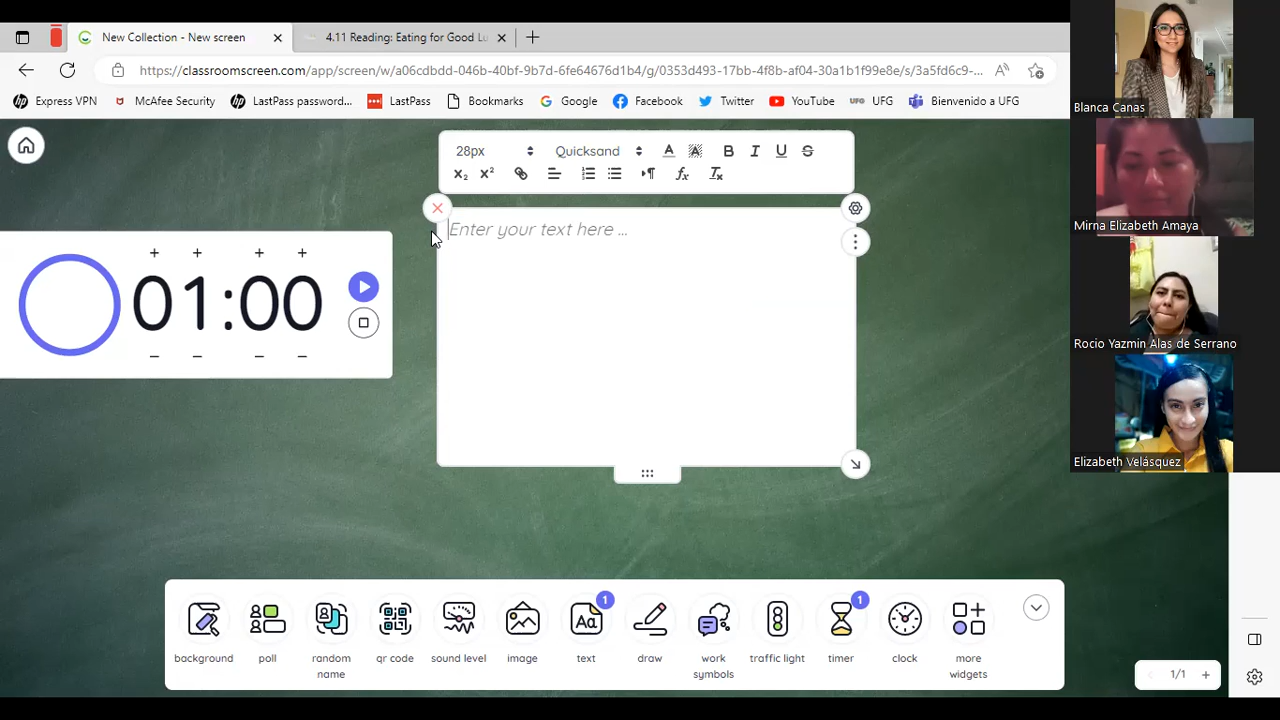 New Collection - New screen
4.11 Reading: Eating for Good Lu
https://classroomscreen.com/app/screen/w/a06cdbdd-046b-40bf-9b7d-6fe64676d1b4/g/0353d493-17bb-4f8b-af04-30a1b1f99e8e/s/3a5fd6c9-...
Express VPN
McAfee Security
LastPass password...
LastPass
Bookmarks
Google
Facebook
Twitter
YouTube
UFG
Bienvenido a UFG
Blanca Canas
Mirna Elizabeth Amaya
Rocio Yazmin Alas de Serrano
Elizabeth Velásquez
28px
Quicksand
Enter your text here ...
01:00
background
poll
random name
qr code
sound level
image
1
text
draw
work symbols
traffic light
1
timer
clock
more widgets
1/1